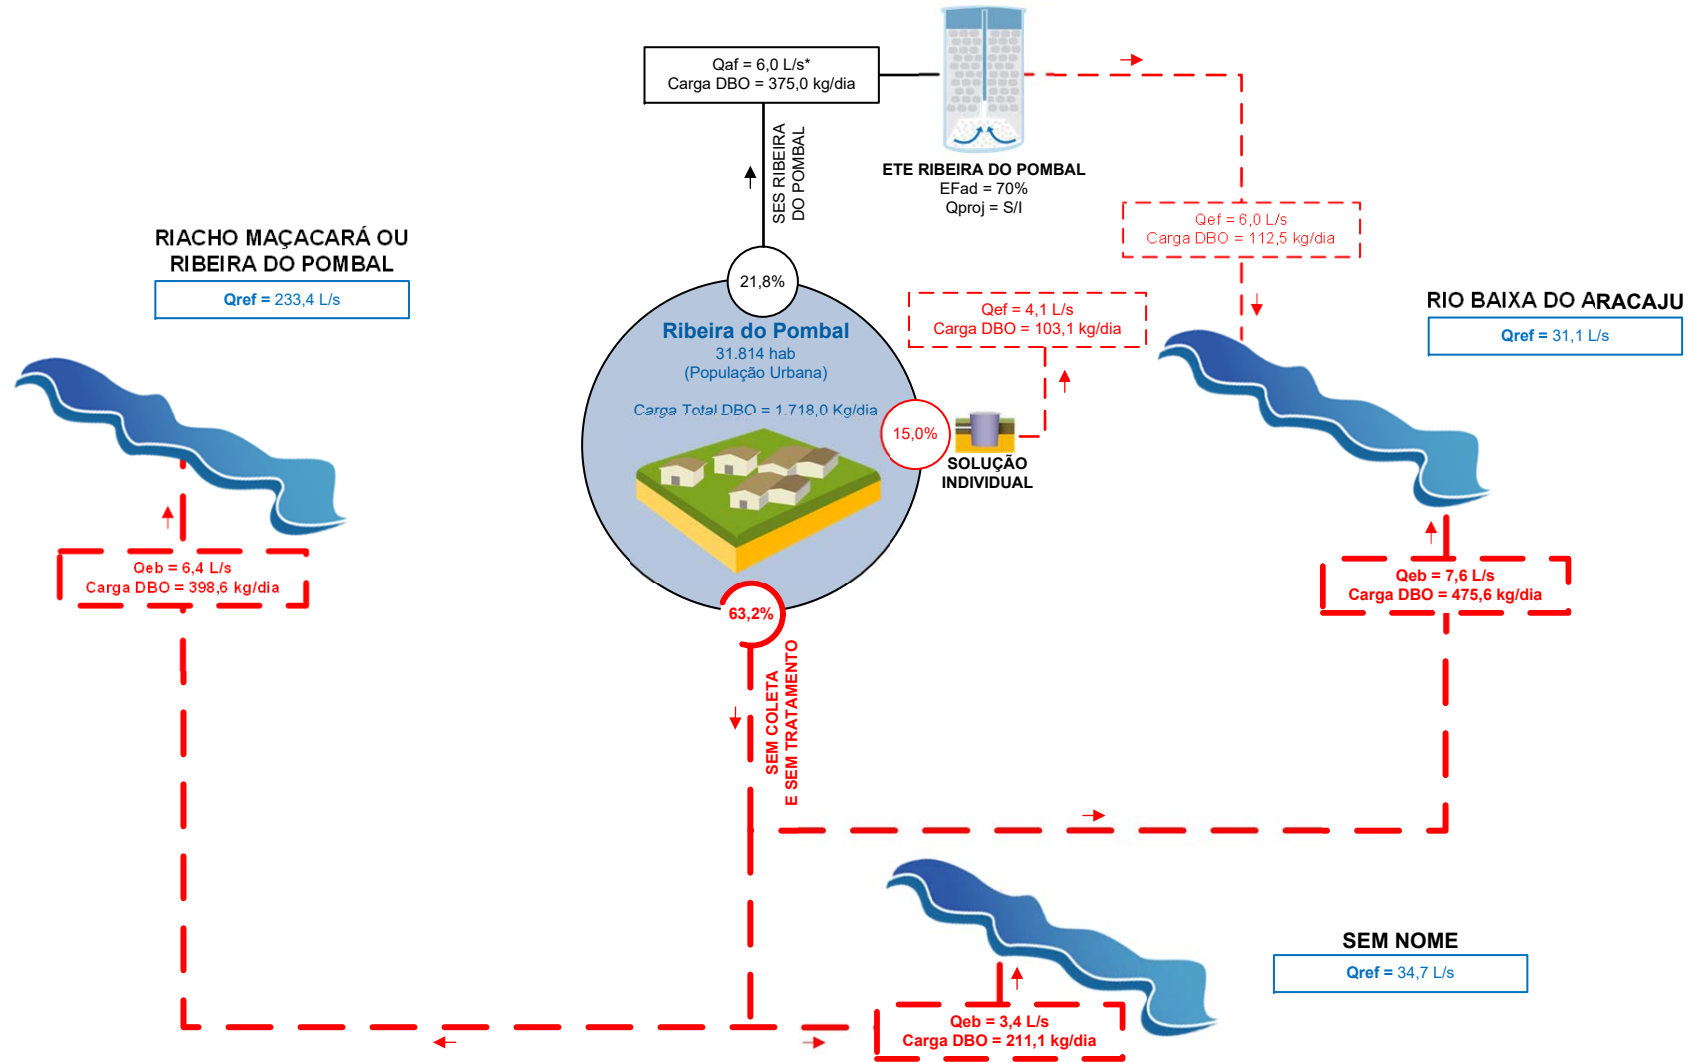 Qaf = 6,0 L/s*
Carga DBO = 375,0 kg/dia
SES RIBEIRA
DO POMBAL
ETE RIBEIRA DO POMBAL
EFad = 70%
Qproj = S/I
Qef = 6,0 L/s
Carga DBO = 112,5 kg/dia
RIACHO MAÇACARÁ OU
RIBEIRA DO POMBAL
Qref = 233,4 L/s
21,8%
Ribeira do Pombal
31.814 hab
(População Urbana)
Carga Total DBO = 1.718,0 Kg/dia
Qef = 4,1 L/s
Carga DBO = 103,1 kg/dia
RIO BAIXA DO ARACAJU
Qref = 31,1 L/s
15,0%
SOLUÇÃO
INDIVIDUAL
Qeb = 6,4 L/s
Carga DBO = 398,6 kg/dia
63,2%
SEM COLETA
E SEM TRATAMENTO
Qeb = 7,6 L/s
Carga DBO = 475,6 kg/dia
SEM NOME
Qref = 34,7 L/s
Qeb = 3,4 L/s
Carga DBO = 211,1 kg/dia